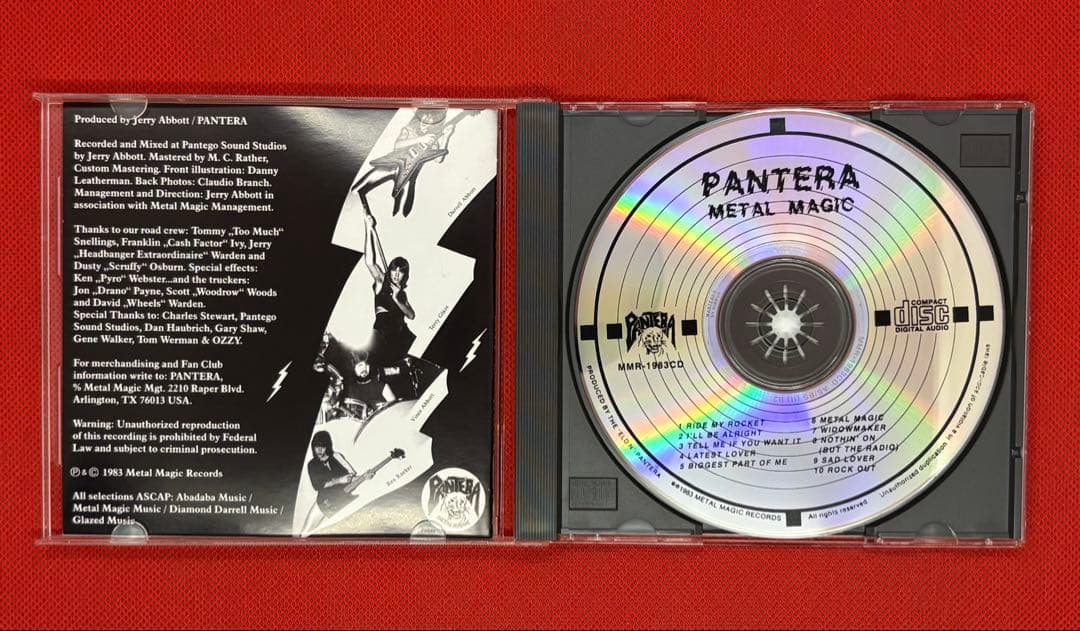 Produced by Jerry Abbott / PANTERA
Recorded and Mixed at Pantego Sound Studios
by Jerry Abbott. Mastered by M. C. Rather,
Custom Mastering. Front illustration: Danny
Leatherman. Back Photos: Claudio Branch.
Management and Direction: Jerry Abbott in
association with Metal Magic Management.
Thanks to our road crew: Tommy „Too Much“
Snellings, Franklin „Cash Factor“ Ivy, Jerry
„Headbanger Extraordinaire“ Warden and
Dusty „Scruffy“ Osburn. Special effects:
Ken „Pyro“ Webster...and the truckers:
Jon „Drano“ Payne, Scott „Woodrow“ Woods
and David „Wheels“ Warden.
Special Thanks to: Charles Stewart, Pantego
Sound Studios, Dan Haubrich, Gary Shaw,
Gene Walker, Tom Werman & OZZY.
For merchandising and Fan Club
information write to: PANTERA,
% Metal Magic Mgt. 2210 Raper Blvd.
Arlington, TX 76013 USA.
Warning: Unauthorized reproduction
of this recording is prohibited by Federal
Law and subject to criminal prosecution.
℗ & © 1983 Metal Magic Records
All selections ASCAP: Abadaba Music /
Metal Magic Music / Diamond Darrell Music /
Glazed Music
Darrell Abbott
Terry Glaze
Vince Abbott
Rex Rocker
PANTERA
METAL MAGIC
PANTERA
METAL MAGIC
PANTERA
MMR-1983CD
COMPACT
disc
DIGITAL AUDIO
1 RIDE MY ROCKET
2 I'LL BE ALRIGHT
3 TELL ME IF YOU WANT IT
4 LATEST LOVER
5 BIGGEST PART OF ME
6 METAL MAGIC
7 WIDOWMAKER
8 NOTHIN' ON
(BUT THE RADIO)
9 SAD LOVER
10 ROCK OUT
PRODUCED BY THE "ELD'N"/PANTERA
℗©1983 METAL MAGIC RECORDS
All rights reserved
Unauthorized duplication in a violation of applicable laws